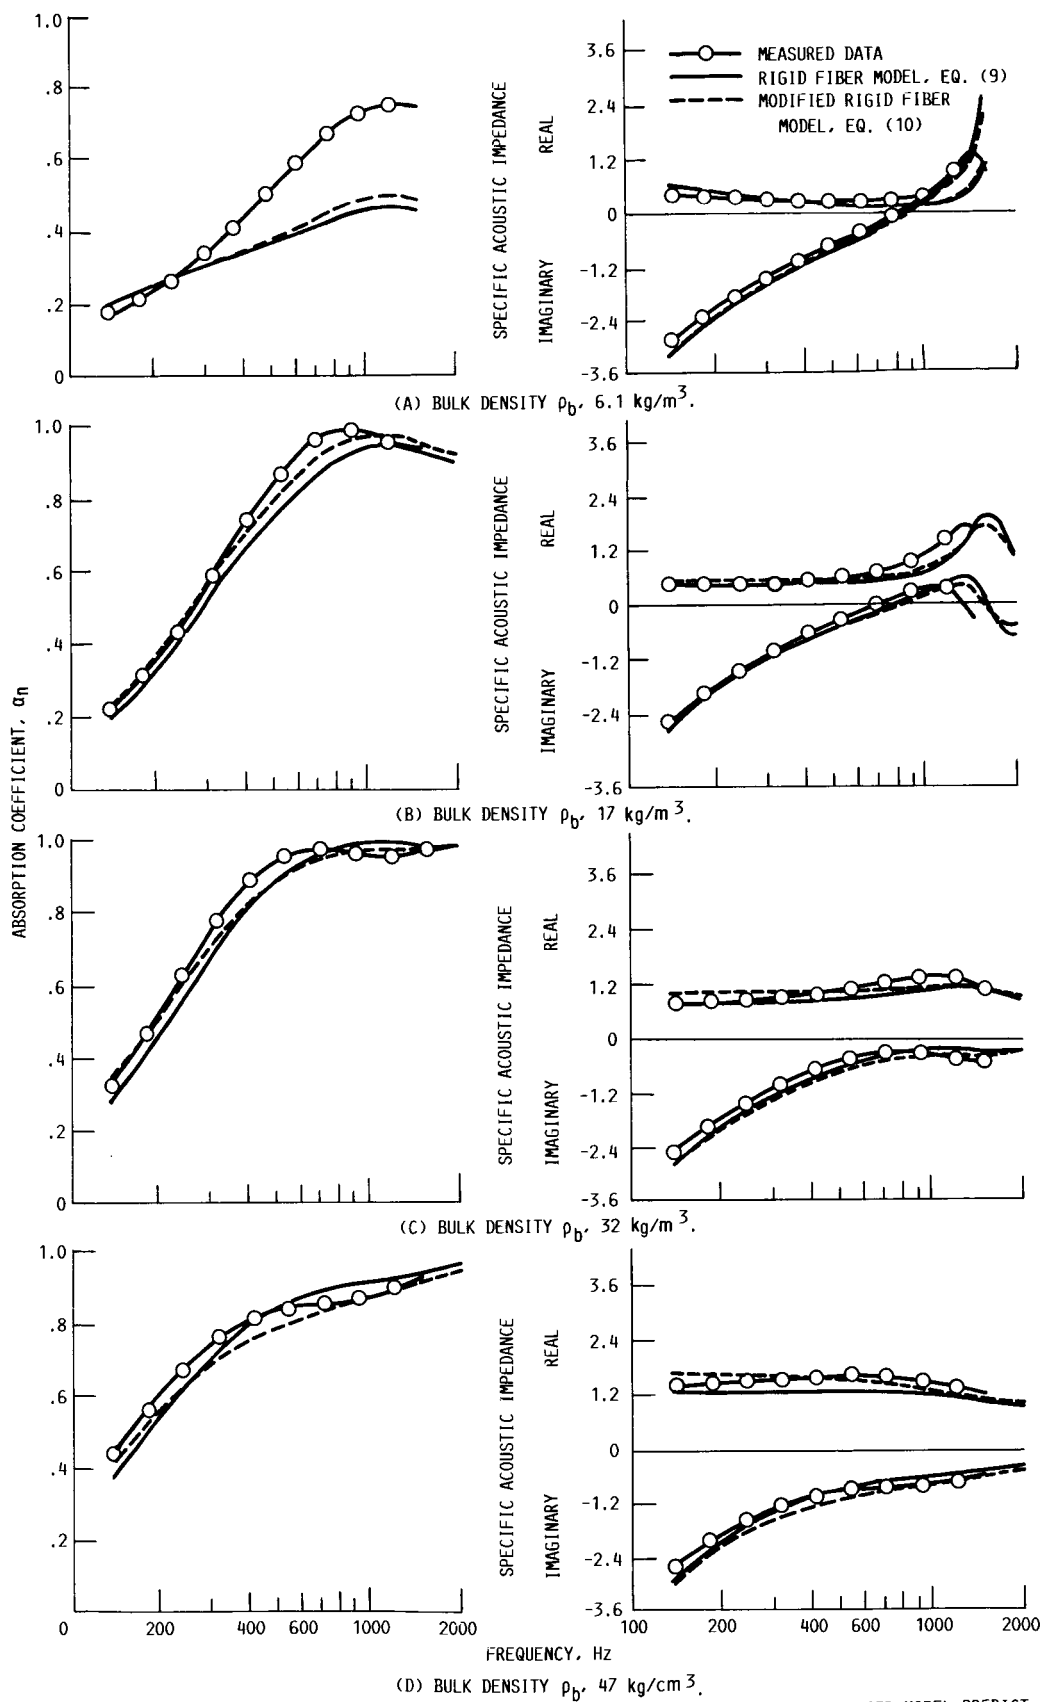 1.0
.8
.6
.4
.2
0
SPECIFIC ACOUSTIC IMPEDANCE
IMAGINARY REAL
3.6
2.4
1.2
0
-1.2
-2.4
-3.6
MEASURED DATA
RIGID FIBER MODEL, EQ. (9)
MODIFIED RIGID FIBER
MODEL, EQ. (10)
(A) BULK DENSITY ρb, 6.1 kg/m3.
1.0
.8
.6
.4
.2
0
SPECIFIC ACOUSTIC IMPEDANCE
IMAGINARY REAL
3.6
2.4
1.2
0
-1.2
-2.4
-3.6
(B) BULK DENSITY ρb, 17 kg/m3.
ABSORPTION COEFFICIENT, αn
1.0
.8
.6
.4
.2
0
SPECIFIC ACOUSTIC IMPEDANCE
IMAGINARY REAL
3.6
2.4
1.2
0
-1.2
-2.4
-3.6
(C) BULK DENSITY ρb, 32 kg/m3.
1.0
.8
.6
.4
.2
0 200 400 1000 2000
SPECIFIC ACOUSTIC IMPEDANCE
IMAGINARY REAL
3.6
2.4
1.2
0
-1.2
-2.4
-3.6
100 200 400 1000 2000
FREQUENCY, Hz
(D) BULK DENSITY ρb, 47 kg/cm3.